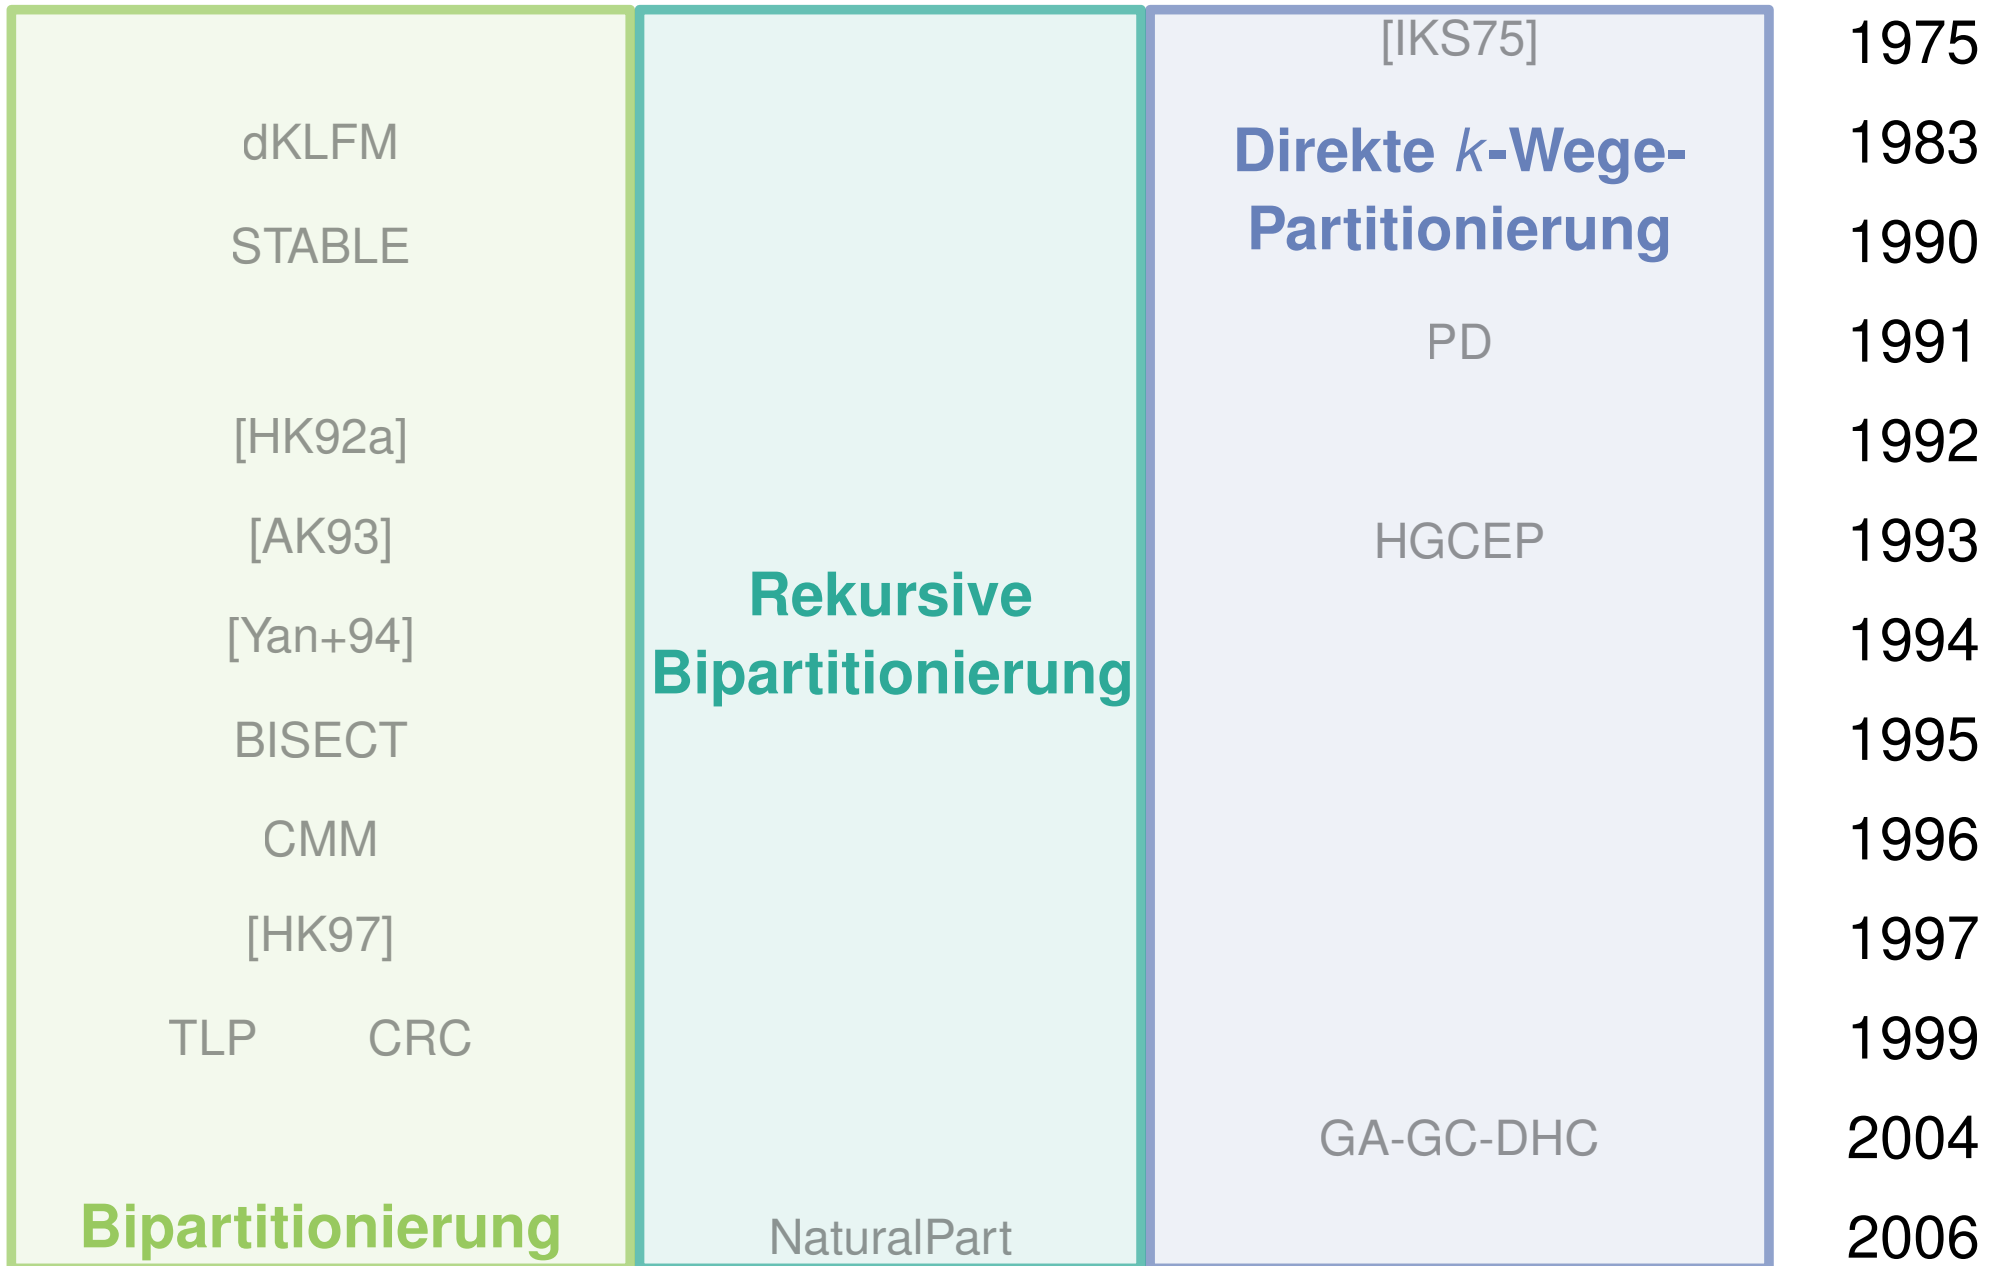 [IKS75] 1975
dKLFM Direkte k-Wege- 1983
STABLE Partitionierung 1990
PD 1991
[HK92a] 1992
[AK93] HGCEP 1993
Rekursive
[Yan+94] 1994
Bipartitionierung
BISECT 1995
CMM 1996
[HK97] 1997
TLP CRC 1999
GA-GC-DHC 2004
Bipartitionierung NaturalPart 2006